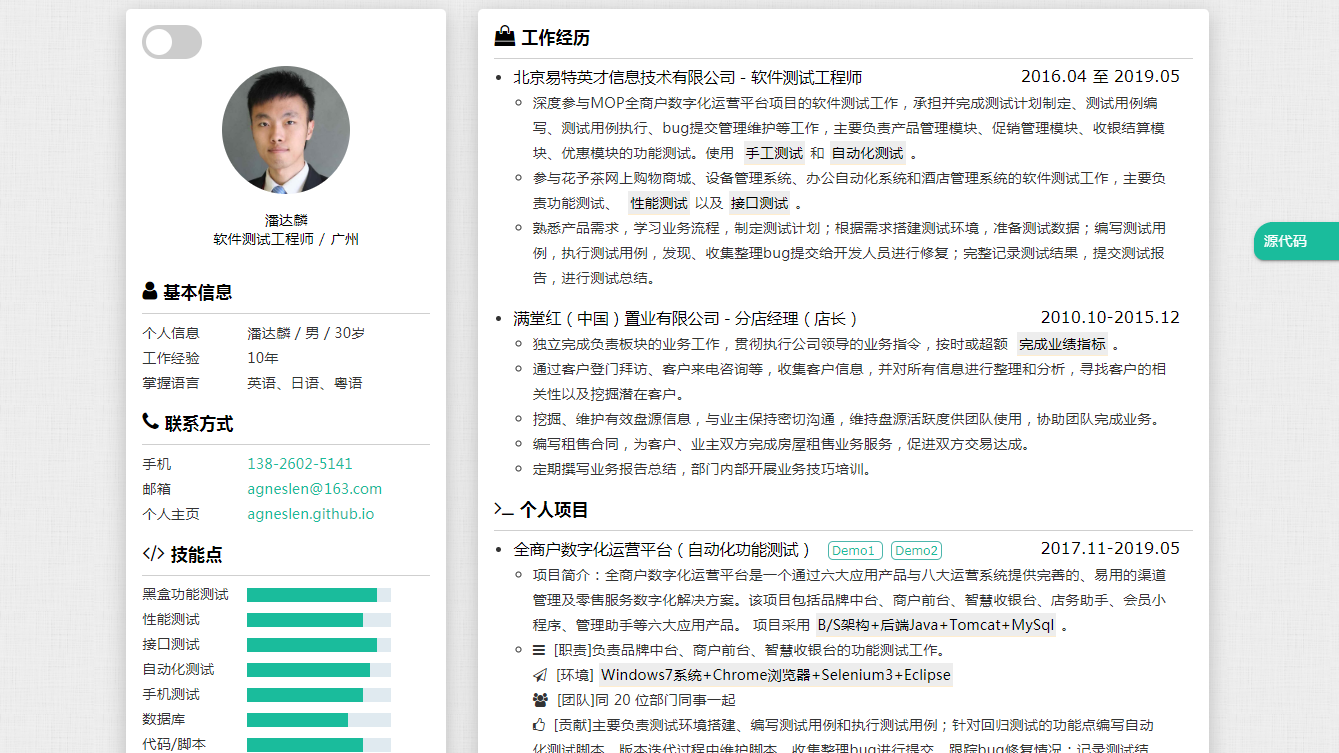 潘达麟
软件测试工程师 / 广州
基本信息
个人信息 潘达麟 / 男 / 30岁
工作经验 10年
掌握语言 英语、日语、粤语
联系方式
手机 138-2602-5141
邮箱 agneslen@163.com
个人主页 agneslen.github.io
</> 技能点
黑盒功能测试
性能测试
接口测试
自动化测试
手机测试
数据库
代码/脚本
工作经历
北京易特英才信息技术有限公司 - 软件测试工程师 2016.04 至 2019.05
深度参与MOP全商户数字化运营平台项目的软件测试工作，承担并完成测试计划制定、测试用例编
写、测试用例执行、bug提交管理维护等工作，主要负责产品管理模块、促销管理模块、收银结算模
块、优惠模块的功能测试。使用 手工测试 和 自动化测试 。
参与花予茶网上购物商城、设备管理系统、办公自动化系统和酒店管理系统的软件测试工作，主要负
责功能测试、 性能测试 以及 接口测试 。
熟悉产品需求，学习业务流程，制定测试计划；根据需求搭建测试环境，准备测试数据；编写测试用
例，执行测试用例，发现、收集整理bug提交给开发人员进行修复；完整记录测试结果，提交测试报
告，进行测试总结。
满堂红（中国）置业有限公司 - 分店经理（店长） 2010.10-2015.12
独立完成负责板块的业务工作，贯彻执行公司领导的业务指令，按时或超额 完成业绩指标 。
通过客户登门拜访、客户来电咨询等，收集客户信息，并对所有信息进行整理和分析，寻找客户的相
关性以及挖掘潜在客户。
挖掘、维护有效盘源信息，与业主保持密切沟通，维持盘源活跃度供团队使用，协助团队完成业务。
编写租售合同，为客户、业主双方完成房屋租售业务服务，促进双方交易达成。
定期撰写业务报告总结，部门内部开展业务技巧培训。
个人项目
全商户数字化运营平台（自动化功能测试） Demo1 Demo2 2017.11-2019.05
项目简介：全商户数字化运营平台是一个通过六大应用产品与八大运营系统提供完善的、易用的渠道
管理及零售服务数字化解决方案。该项目包括品牌中台、商户前台、智慧收银台、店务助手、会员小
程序、管理助手等六大应用产品。 项目采用 B/S架构+后端Java+Tomcat+MySql 。
[职责]负责品牌中台、商户前台、智慧收银台的功能测试工作。
[环境] Windows7系统+Chrome浏览器+Selenium3+Eclipse
[团队]同 20 位部门同事一起
[贡献]主要负责测试环境搭建、编写测试用例和执行测试用例；针对回归测试的功能点编写自动
化测试脚本，版本迭代过程中维护脚本，收集整理bug进行提交，跟踪bug修复情况；记录测试结
源代码